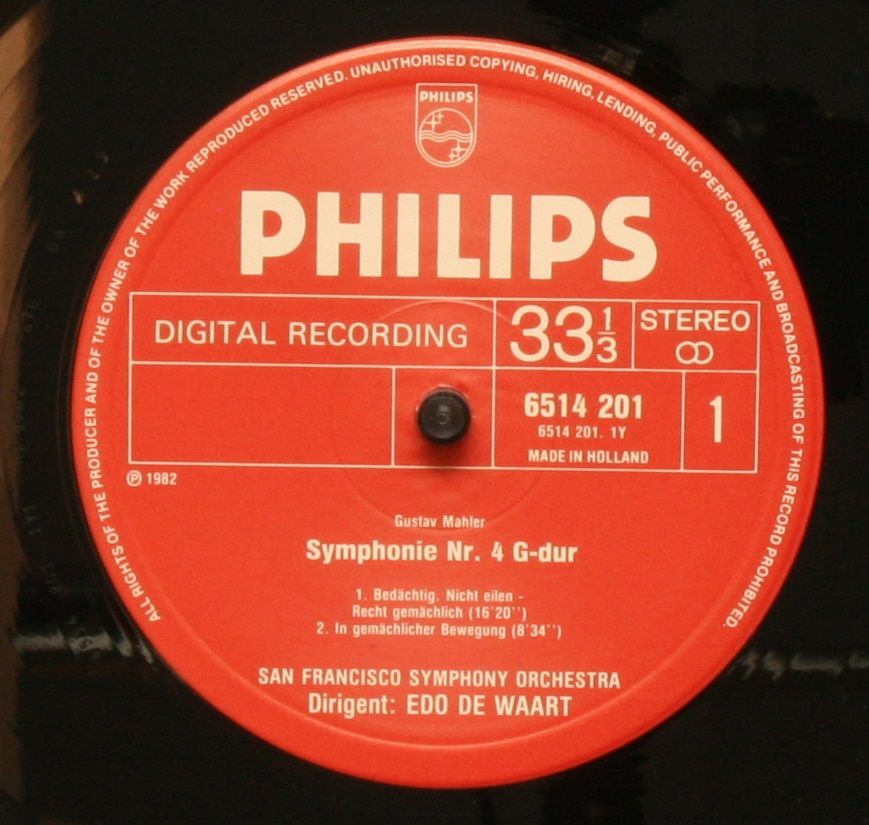 ALL RIGHTS OF THE PRODUCER AND OF THE OWNER OF THE WORK REPRODUCED RESERVED. UNAUTHORISED COPYING, HIRING, LENDING, PUBLIC PERFORMANCE AND BROADCASTING OF THIS RECORD PROHIBITED.
PHILIPS
PHILIPS
DIGITAL RECORDING
33 1/3
STEREO
6514 201
6514 201. 1Y
MADE IN HOLLAND
1
℗ 1982
Gustav Mahler
Symphonie Nr. 4 G-dur
1. Bedächtig. Nicht eilen -
Recht gemächlich (16'20'')
2. In gemächlicher Bewegung (8'34'')
SAN FRANCISCO SYMPHONY ORCHESTRA
Dirigent: EDO DE WAART